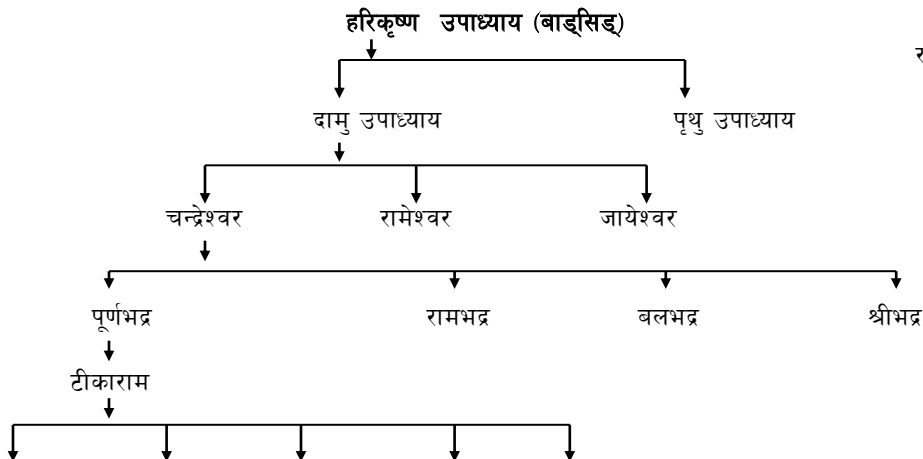 हरिकृष्ण उपाध्याय (बाड्सिड्)
दामु उपाध्याय पृथु उपाध्याय
चन्द्रेश्वर रामेश्वर जायेश्वर
पूर्णभद्र रामभद्र बलभद्र श्रीभद्र
टीकाराम